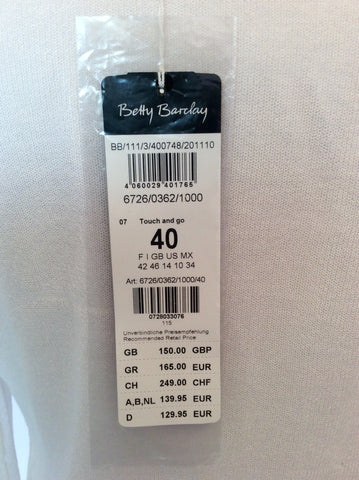 Betty Barclay
BB/111/3/400748/201110
4 060029 401765
6726/0362/1000
07 Touch and go
40
F I GB US MX
42 46 14 10 34
Art: 6726/0362/1000/40
0728033076
115
Unverbindliche Preisempfehlung
Recommended Retail Price
GB 150.00 GBP
GR 165.00 EUR
CH 249.00 CHF
A,B,NL 139.95 EUR
D 129.95 EUR